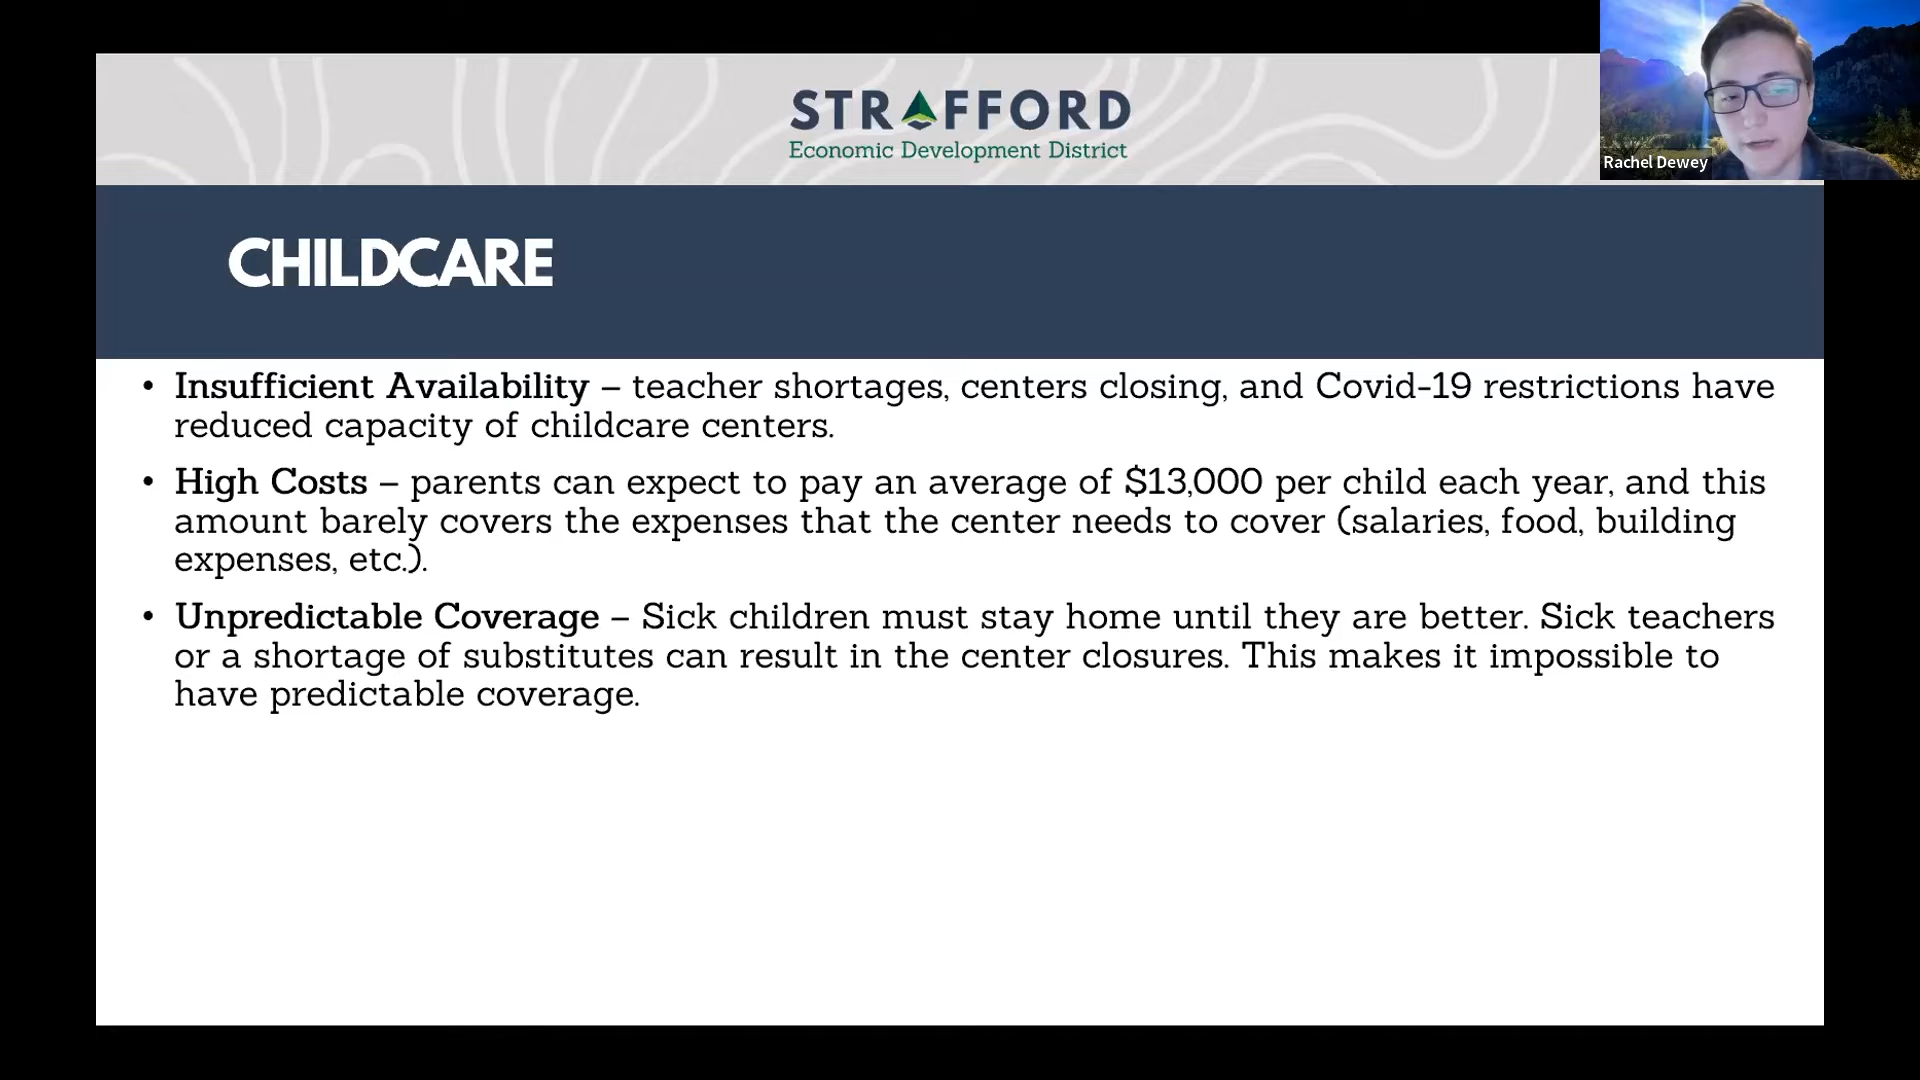 STRAFFORD
Economic Development District
Rachel Dewey
CHILDCARE
• Insufficient Availability – teacher shortages, centers closing, and Covid-19 restrictions have
reduced capacity of childcare centers.
• High Costs – parents can expect to pay an average of $13,000 per child each year, and this
amount barely covers the expenses that the center needs to cover (salaries, food, building
expenses, etc.).
• Unpredictable Coverage – Sick children must stay home until they are better. Sick teachers
or a shortage of substitutes can result in the center closures. This makes it impossible to
have predictable coverage.